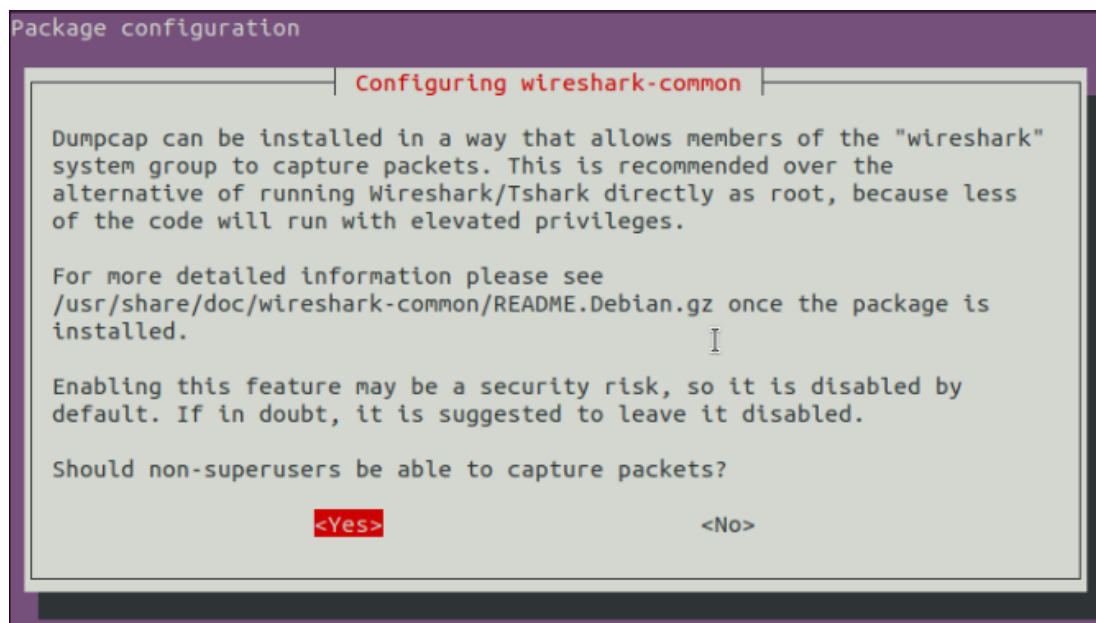 Package configuration
Configuring wireshark-common
Dumpcap can be installed in a way that allows members of the "wireshark"
system group to capture packets. This is recommended over the
alternative of running Wireshark/Tshark directly as root, because less
of the code will run with elevated privileges.
For more detailed information please see
/usr/share/doc/wireshark-common/README.Debian.gz once the package is
installed.
Enabling this feature may be a security risk, so it is disabled by
default. If in doubt, it is suggested to leave it disabled.
Should non-superusers be able to capture packets?
<Yes> <No>